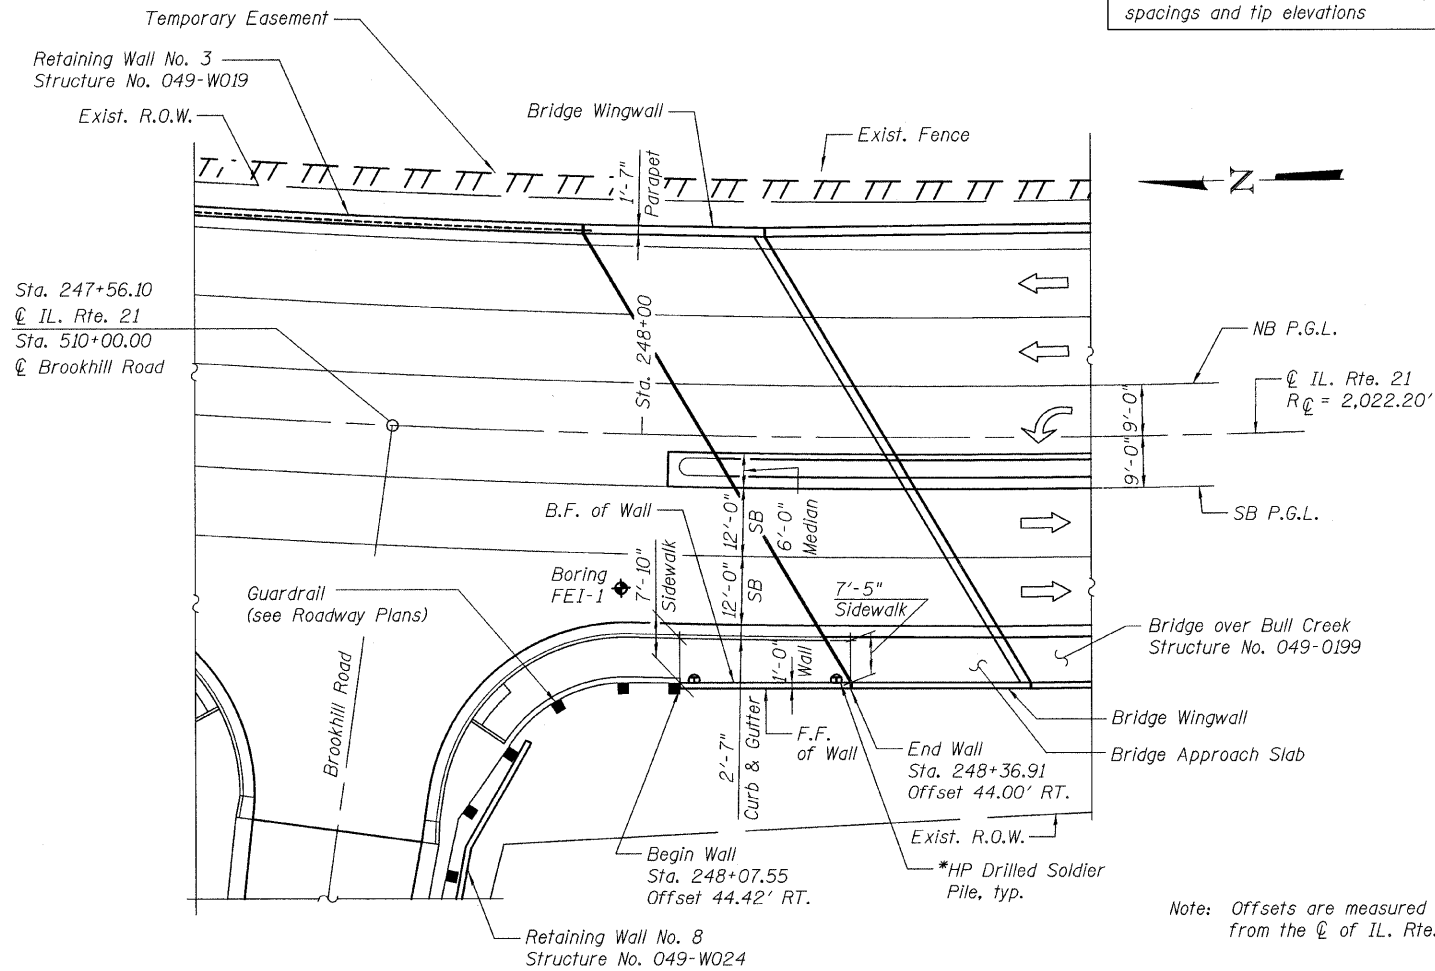 spacings and tip elevations
Temporary Easement
Retaining Wall No. 3
Structure No. 049-W019
Exist. R.O.W.
Bridge Wingwall
Exist. Fence
1'-7"
Parapet
N
Sta. 247+56.10
℄ IL. Rte. 21
Sta. 510+00.00
℄ Brookhill Road
Sta. 248+00
NB P.G.L.
℄ IL. Rte. 21
R℄ = 2,022.20'
9'-0"
9'-0"
SB P.G.L.
B.F. of Wall
12'-0"
SB
6'-0"
Median
Boring
FEI-1
7'-10"
Sidewalk
12'-0"
SB
7'-5"
Sidewalk
Guardrail
(see Roadway Plans)
Bridge over Bull Creek
Structure No. 049-0199
1'-0"
Wall
Brookhill Road
Bridge Wingwall
F.F.
of Wall
2'-7"
Curb & Gutter
End Wall
Sta. 248+36.91
Offset 44.00' RT.
Bridge Approach Slab
Exist. R.O.W.
Begin Wall
Sta. 248+07.55
Offset 44.42' RT.
*HP Drilled Soldier
Pile, typ.
Note: Offsets are measured
from the ℄ of IL. Rte.
Retaining Wall No. 8
Structure No. 049-W024